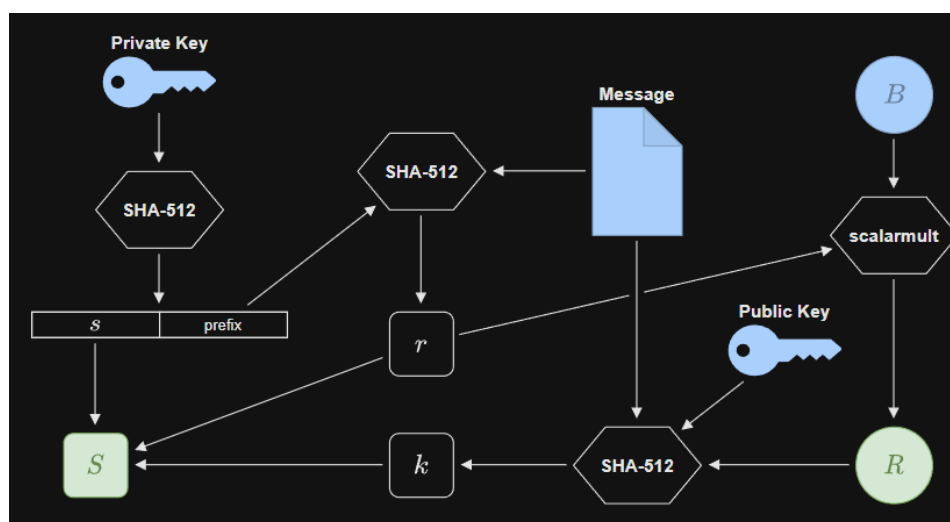 Private Key
Message
B
SHA-512
SHA-512
scalarmult
s
prefix
Public Key
r
S
k
SHA-512
R